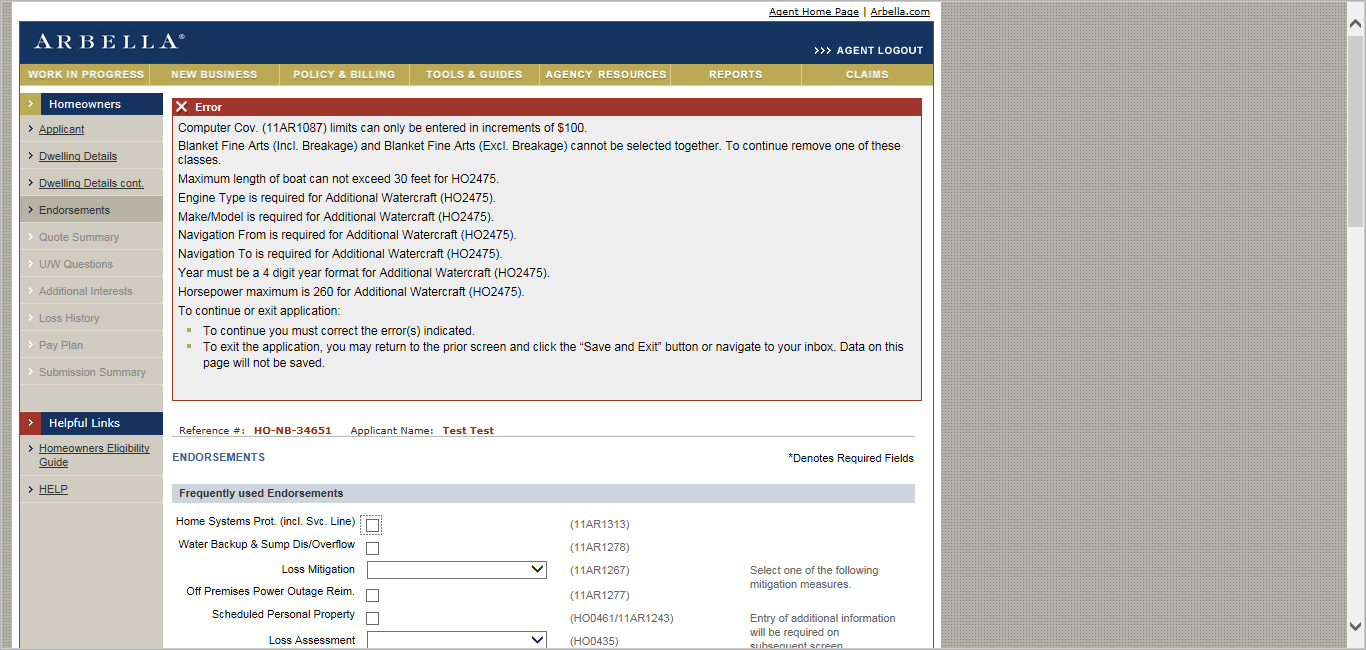 Agent Home Page | Arbella.com
ARBELLA®
>>> AGENT LOGOUT
WORK IN PROGRESS NEW BUSINESS POLICY & BILLING TOOLS & GUIDES AGENCY RESOURCES REPORTS CLAIMS
Homeowners
Applicant
Dwelling Details
Dwelling Details cont.
Endorsements
Quote Summary
U/W Questions
Additional Interests
Loss History
Pay Plan
Submission Summary
Helpful Links
Homeowners Eligibility
Guide
HELP
Error
Computer Cov. (11AR1087) limits can only be entered in increments of $100.
Blanket Fine Arts (Incl. Breakage) and Blanket Fine Arts (Excl. Breakage) cannot be selected together. To continue remove one of these
classes.
Maximum length of boat can not exceed 30 feet for HO2475.
Engine Type is required for Additional Watercraft (HO2475).
Make/Model is required for Additional Watercraft (HO2475).
Navigation From is required for Additional Watercraft (HO2475).
Navigation To is required for Additional Watercraft (HO2475).
Year must be a 4 digit year format for Additional Watercraft (HO2475).
Horsepower maximum is 260 for Additional Watercraft (HO2475).
To continue or exit application:
To continue you must correct the error(s) indicated.
To exit the application, you may return to the prior screen and click the “Save and Exit” button or navigate to your inbox. Data on this
page will not be saved.
Reference #: HO-NB-34651 Applicant Name: Test Test
ENDORSEMENTS
*Denotes Required Fields
Frequently used Endorsements
Home Systems Prot. (incl. Svc. Line) (11AR1313)
Water Backup & Sump Dis/Overflow (11AR1278)
Loss Mitigation (11AR1267) Select one of the following
mitigation measures.
Off Premises Power Outage Reim. (11AR1277)
Scheduled Personal Property (HO0461/11AR1243) Entry of additional information
will be required on
subsequent screen
Loss Assessment (HO0435)